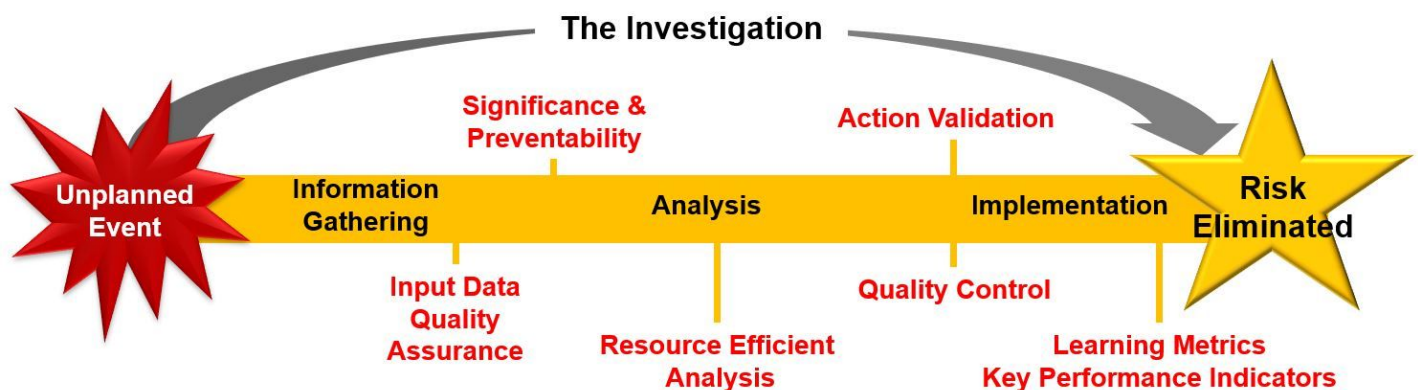 The Investigation
Significance &
Preventability
Action Validation
Unplanned
Event
Information
Gathering
Analysis
Implementation
Risk
Eliminated
Input Data
Quality
Assurance
Resource Efficient
Analysis
Quality Control
Learning Metrics
Key Performance Indicators